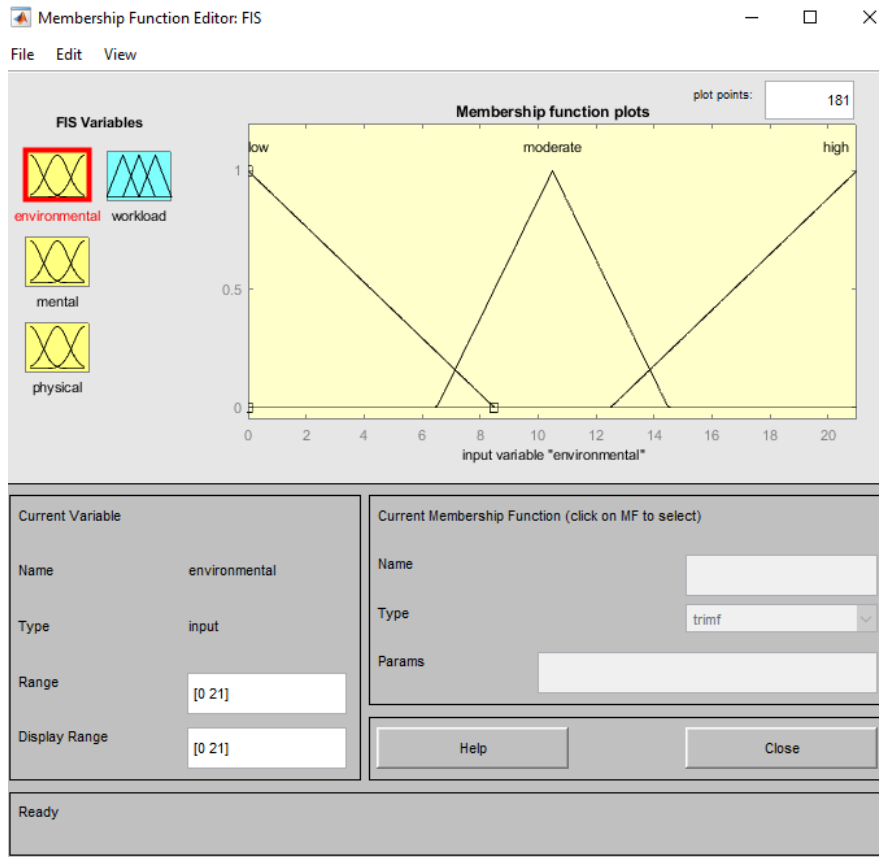 Membership Function Editor: FIS
File Edit View
FIS Variables
environmental workload
mental
physical
plot points: 181
Membership function plots
low moderate high
1
0.5
0
0 2 4 6 8 10 12 14 16 18 20
input variable "environmental"
Current Variable
Name environmental
Type input
Range [0 21]
Display Range [0 21]
Current Membership Function (click on MF to select)
Name
Type trimf
Params
Help Close
Ready